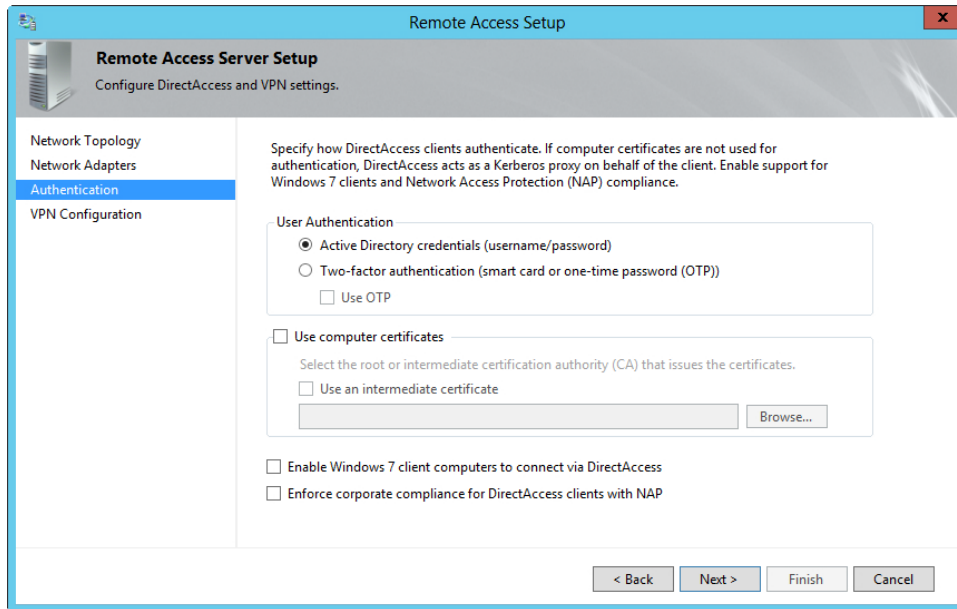 Remote Access Setup
x
Remote Access Server Setup
Configure DirectAccess and VPN settings.
Network Topology
Network Adapters
Authentication
VPN Configuration
Specify how DirectAccess clients authenticate. If computer certificates are not used for
authentication, DirectAccess acts as a Kerberos proxy on behalf of the client. Enable support for
Windows 7 clients and Network Access Protection (NAP) compliance.
User Authentication
Active Directory credentials (username/password)
Two-factor authentication (smart card or one-time password (OTP))
Use OTP
Use computer certificates
Select the root or intermediate certification authority (CA) that issues the certificates.
Use an intermediate certificate
Browse...
Enable Windows 7 client computers to connect via DirectAccess
Enforce corporate compliance for DirectAccess clients with NAP
< Back
Next >
Finish
Cancel